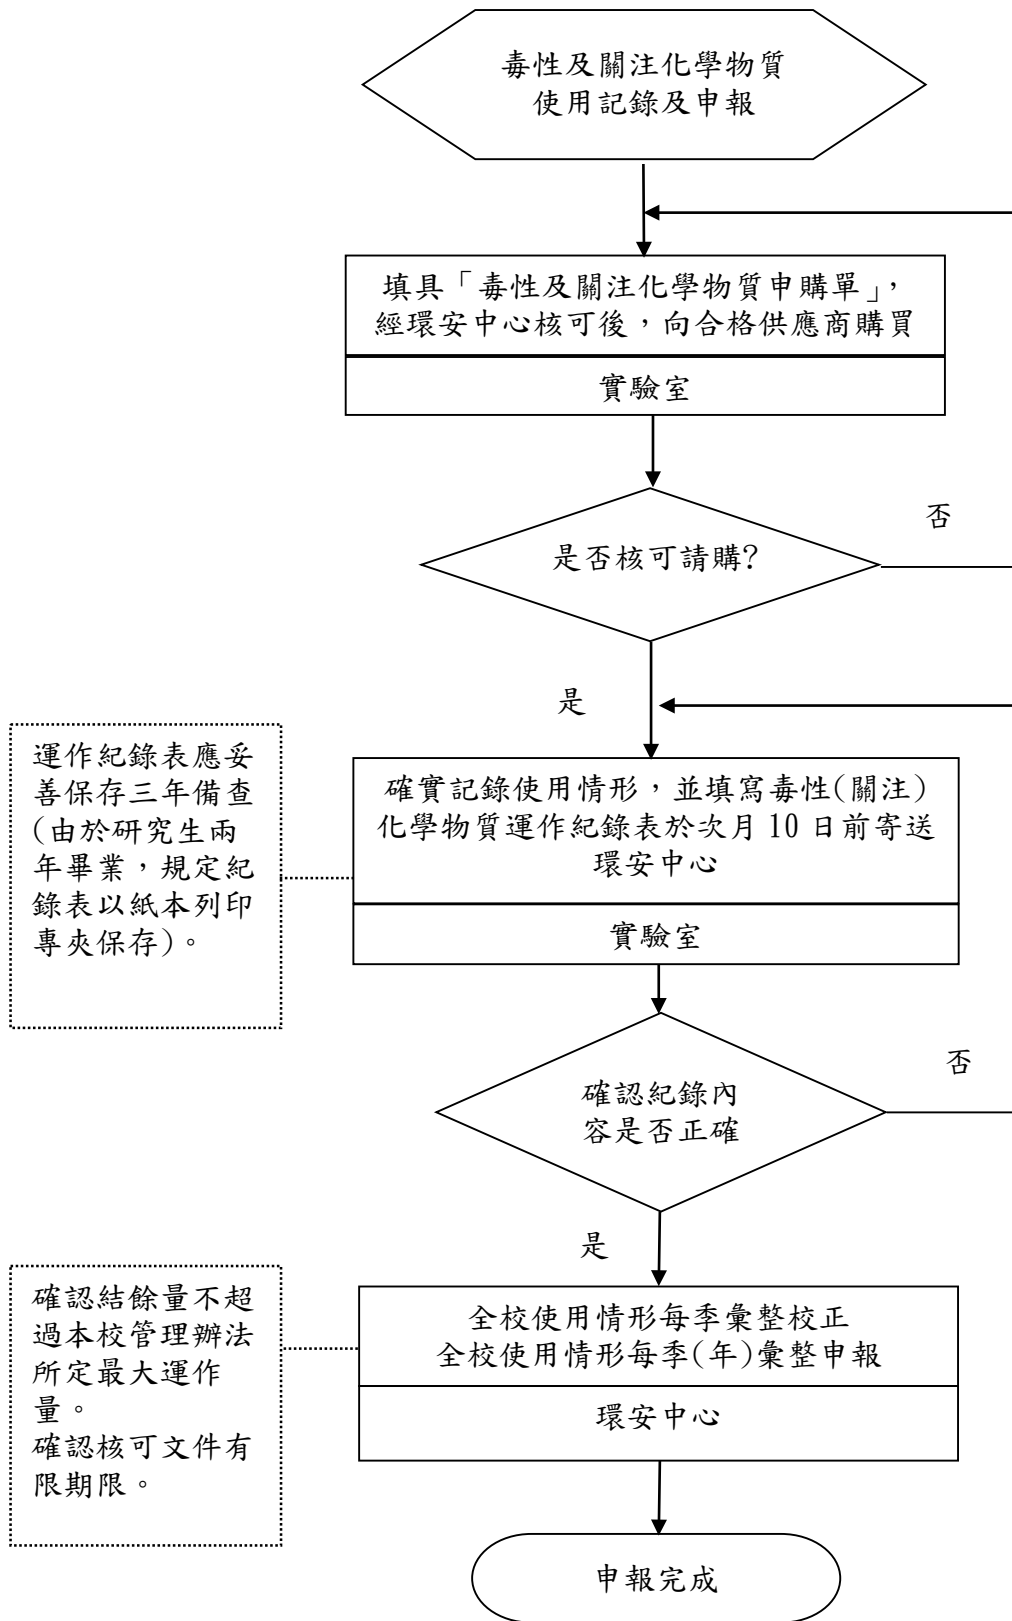 毒性及關注化學物質
使用記錄及申報
填具「毒性及關注化學物質申購單」,
經環安中心核可後，向合格供應商購買
實驗室
是否核可請購?
否
是
運作紀錄表應妥
善保存三年備查
(由於研究生兩
年畢業，規定紀
錄表以紙本列印
專夾保存)。
確實記錄使用情形，並填寫毒性(關注)
化學物質運作紀錄表於次月 10 日前寄送
環安中心
實驗室
確認紀錄內
容是否正確
否
是
確認結餘量不超
過本校管理辦法
所定最大運作
量。
確認核可文件有
限期限。
全校使用情形每季彙整校正
全校使用情形每季(年)彙整申報
環安中心
申報完成